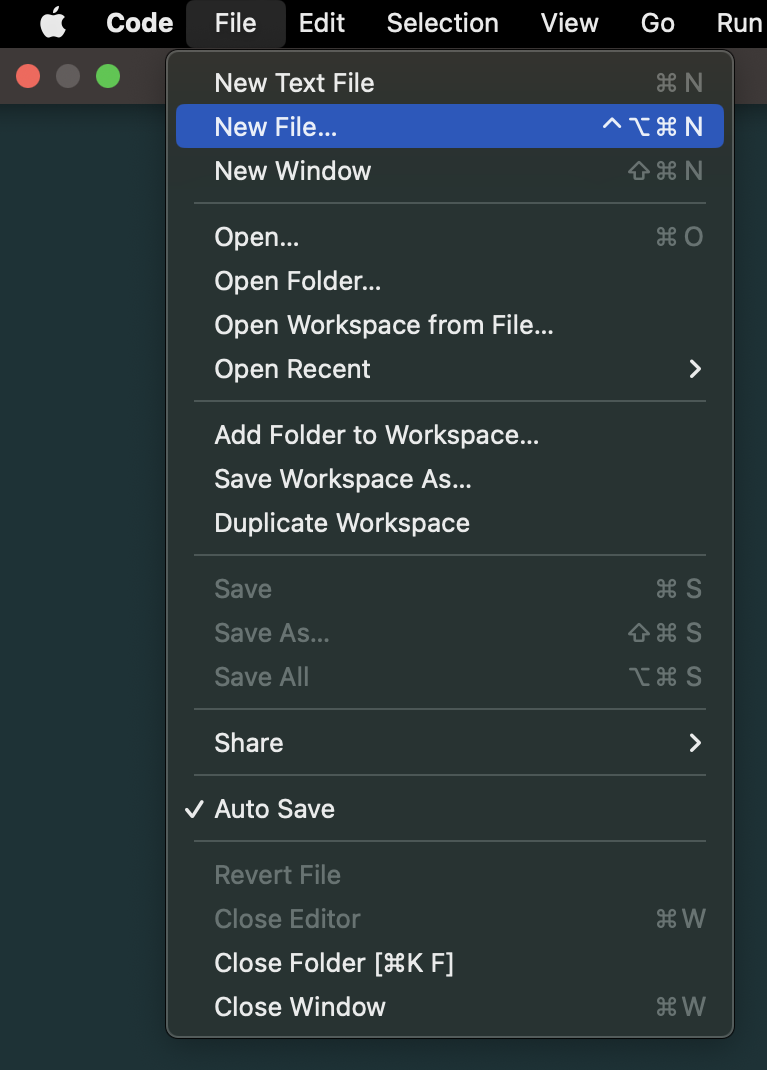 Code File Edit Selection View Go Run
New Text File ⌘ N
New File... ^ ⌥ ⌘ N
New Window ⇧ ⌘ N
Open... ⌘ O
Open Folder...
Open Workspace from File...
Open Recent >
Add Folder to Workspace...
Save Workspace As...
Duplicate Workspace
Save ⌘ S
Save As... ⇧ ⌘ S
Save All ⌥ ⌘ S
Share >
✓ Auto Save
Revert File
Close Editor ⌘ W
Close Folder [⌘K F]
Close Window ⌘ W